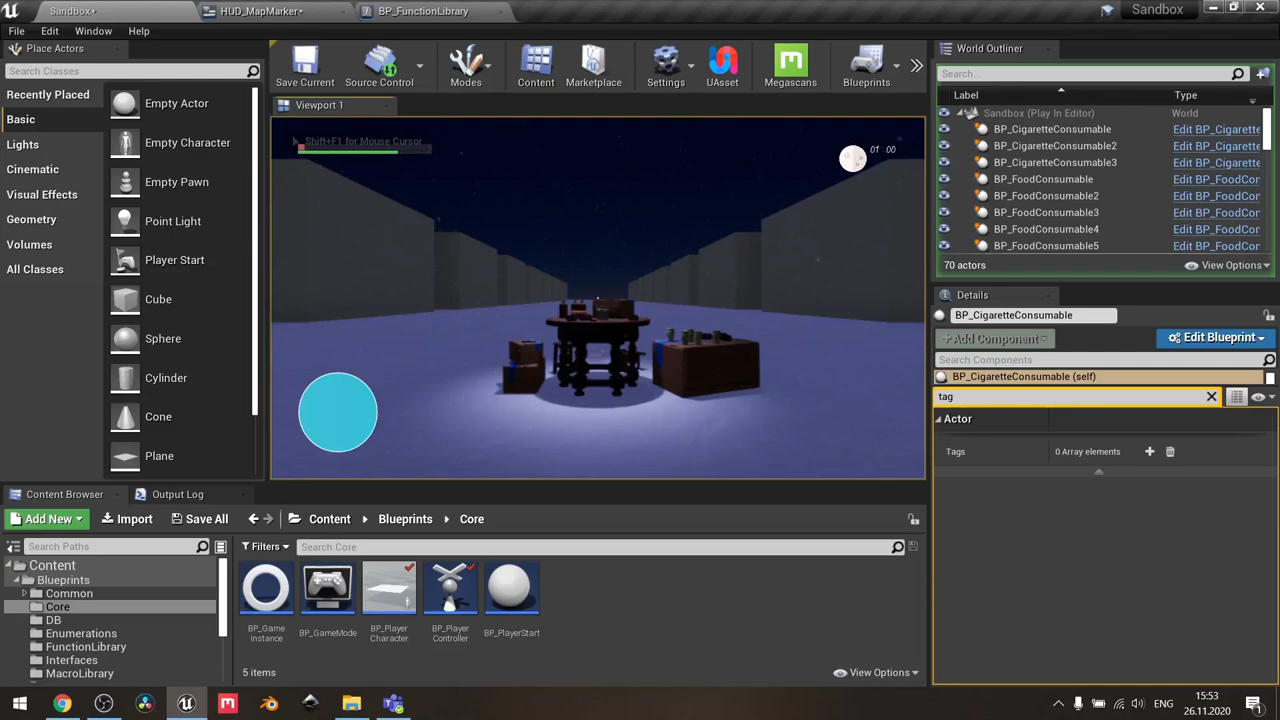 Sandbox•
HUD_MapMarker•
BP_FunctionLibrary
Sandbox
File
Edit
Window
Help
Place Actors
Search Classes
Recently Placed
Basic
Lights
Cinematic
Visual Effects
Geometry
Volumes
All Classes
Empty Actor
Empty Character
Empty Pawn
Point Light
Player Start
Cube
Sphere
Cylinder
Cone
Plane
Save Current
Source Control
Modes
Content
Marketplace
Settings
UAsset
Megascans
Blueprints
Viewport 1
Shift+F1 for Mouse Cursor
01 : 00
World Outliner
Search...
Label
Type
Sandbox (Play In Editor)
World
BP_CigaretteConsumable
Edit BP_Cigarette
BP_CigaretteConsumable2
Edit BP_Cigarette
BP_CigaretteConsumable3
Edit BP_Cigarette
BP_FoodConsumable
Edit BP_FoodCor
BP_FoodConsumable2
Edit BP_FoodCor
BP_FoodConsumable3
Edit BP_FoodCor
BP_FoodConsumable4
Edit BP_FoodCor
BP_FoodConsumable5
Edit BP_FoodCor
70 actors
View Options
Details
BP_CigaretteConsumable
+ Add Component
Edit Blueprint
Search Components
BP_CigaretteConsumable (self)
tag
Actor
Tags
0 Array elements
Content Browser
Output Log
Add New
Import
Save All
Content
Blueprints
Core
Search Paths
Filters
Search Core
Content
Blueprints
Common
Core
DB
Enumerations
FunctionLibrary
Interfaces
MacroLibrary
BP_Game
Instance
BP_GameMode
BP_Player
Character
BP_Player
Controller
BP_PlayerStart
5 items
View Options
ENG
15:53
26.11.2020
1